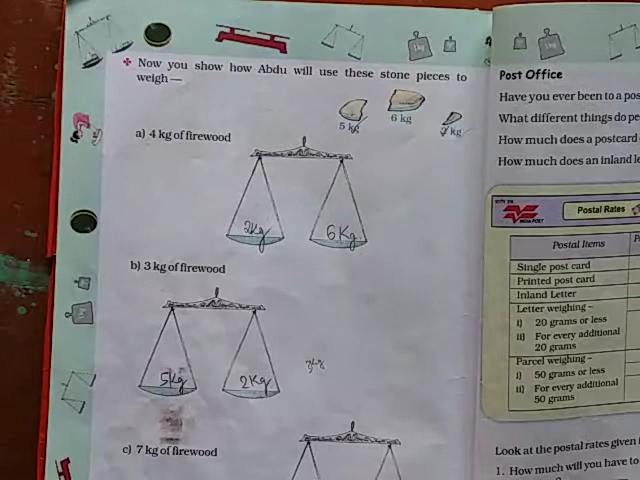 Now you show how Abdu will use these stone pieces to
weigh—
5 kg
6 kg
2 kg
a) 4 kg of firewood
2Kg
6Kg
b) 3 kg of firewood
5Kg
2Kg
c) 7 kg of firewood
Post Office
Have you ever been to a
What different things do
How much does a postcard
How much does an inland
INDIA POST
Postal Rates
Postal Items
Single post card
Printed post card
Inland Letter
Letter weighing –
i) 20 grams or less
ii) For every additional
20 grams
Parcel weighing –
i) 50 grams or less
ii) For every additional
50 grams
Look at the postal rates given
1. How much will you have to